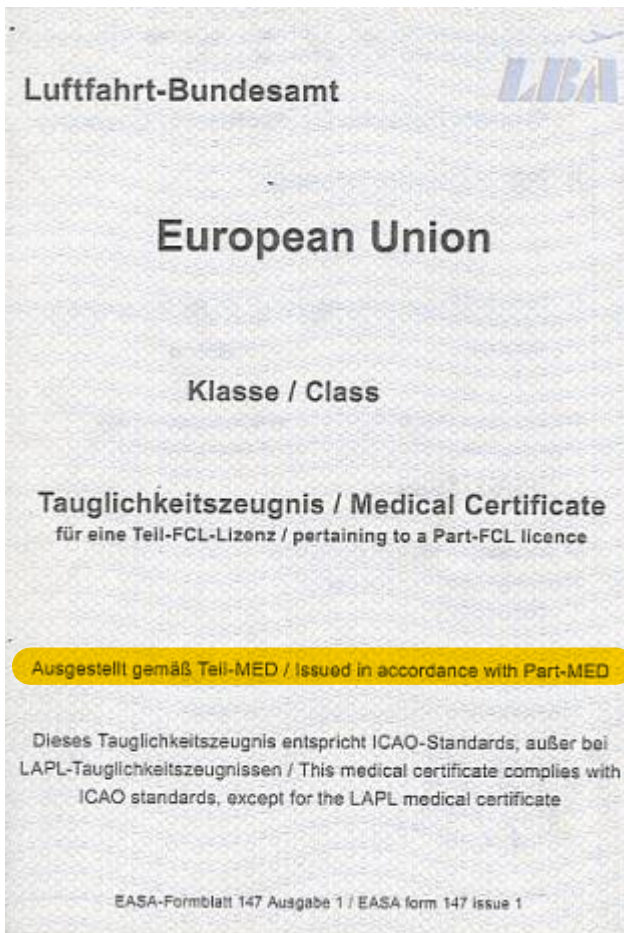 Luftfahrt-Bundesamt
LBA
European Union
Klasse / Class
Tauglichkeitszeugnis / Medical Certificate
für eine Teil-FCL-Lizenz / pertaining to a Part-FCL licence
Ausgestellt gemäß Teil-MED / Issued in accordance with Part-MED
Dieses Tauglichkeitszeugnis entspricht ICAO-Standards, außer bei
LAPL-Tauglichkeitszeugnissen / This medical certificate complies with
ICAO standards, except for the LAPL medical certificate
EASA-Formblatt 147 Ausgabe 1 / EASA form 147 issue 1